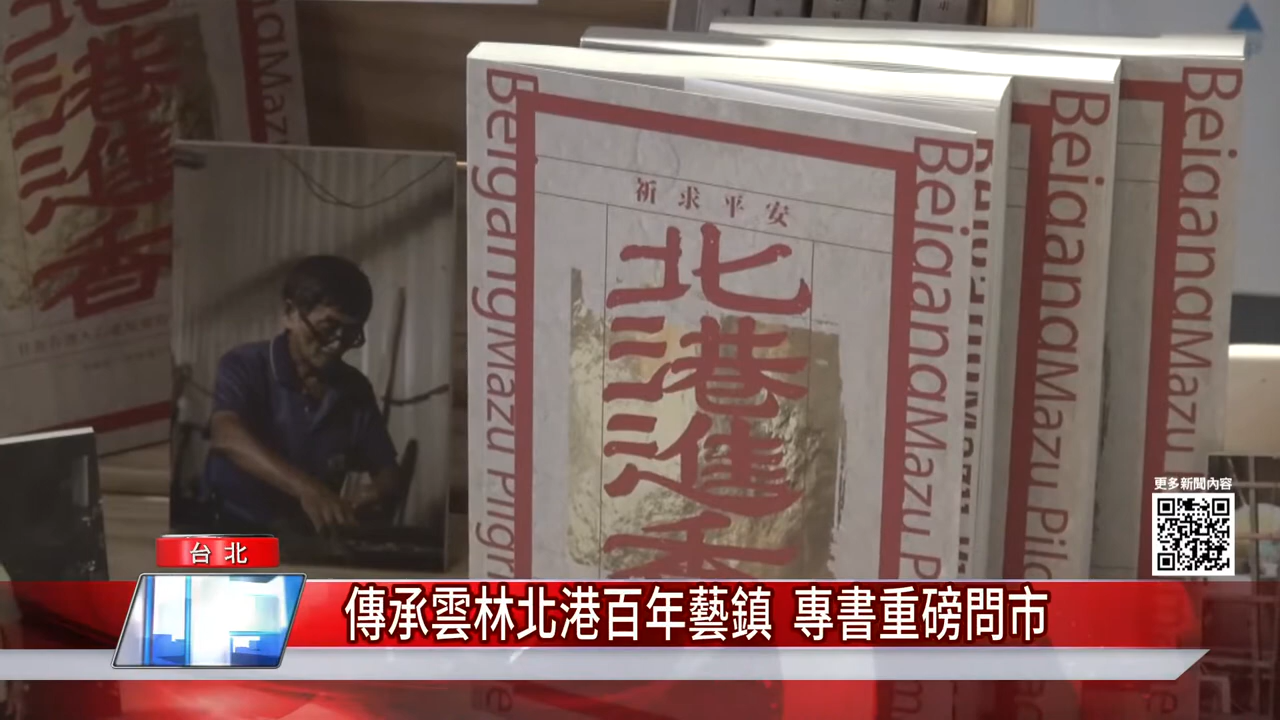 北港進香
祈求平安
北港進香
BeigangMazu Pilgr
BeigangMazu P
BeigangMazu Pil
BeigangMazu
更多新聞內容
台北
傳承雲林北港百年藝鎮 專書重磅問市